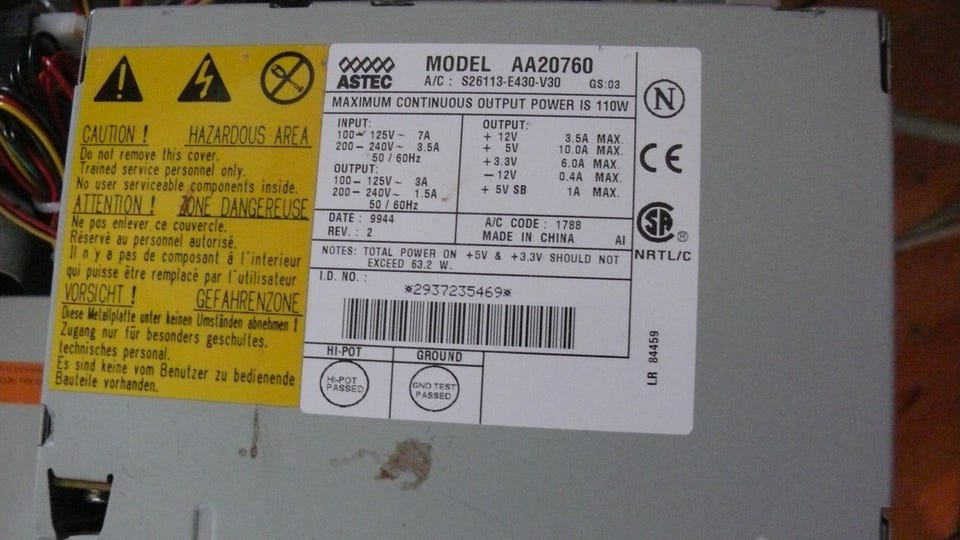 CAUTION ! HAZARDOUS AREA
Do not remove this cover.
Trained service personnel only.
No user serviceable components inside.
ATTENTION ! ZONE DANGEREUSE
Ne pas enlever ce couvercle.
Réservé au personnel autorisé.
Il n'y a pas de composant à l'interieur
qui puisse être remplacé par l'utilisateur
VORSICHT ! GEFAHRENZONE
Diese Metallplatte unter keinen Umständen abnehmen !
Zugang nur für besonders geschultes,
technisches personal.
Es sind keine vom Benutzer zu bedienende
Bauteile vorhanden.
ASTEC
MODEL AA20760
A/C : S26113-E430-V30 GS:03
MAXIMUM CONTINUOUS OUTPUT POWER IS 110W
INPUT:
100– 125V~ 7A
200– 240V~ 3.5A
50 / 60Hz
OUTPUT:
100– 125V~ 3A
200– 240V~ 1.5A
50 / 60Hz
OUTPUT:
+ 12V 3.5A MAX.
+ 5V 10.0A MAX.
+3.3V 6.0A MAX.
–12V 0.4A MAX.
+ 5V SB 1A MAX.
DATE : 9944
REV. : 2
A/C CODE : 1788
MADE IN CHINA AI
NOTES: TOTAL POWER ON +5V & +3.3V SHOULD NOT
EXCEED 63.2 W.
I.D. NO. :
*2937235469*
HI-POT
GROUND
HI-POT
PASSED
GND TEST
PASSED
N
CE
SA ®
NRTL/C
LR 84459